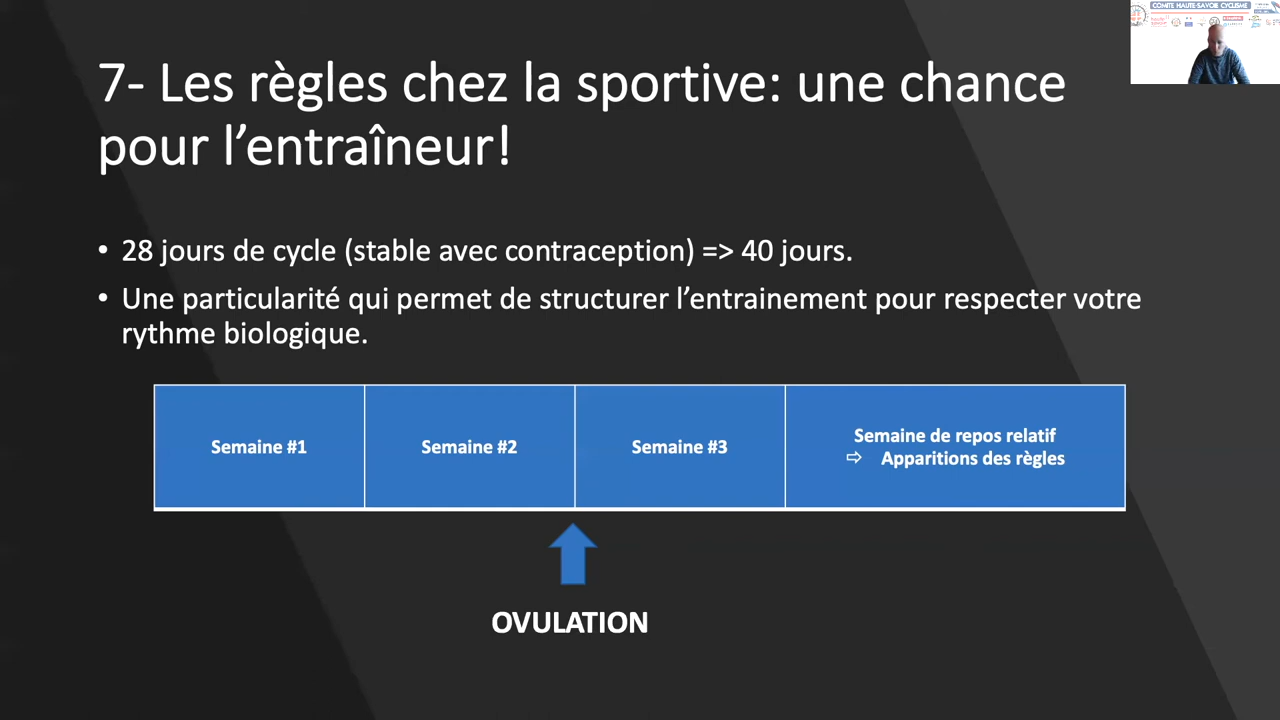 COMITE HAUTE-SAVOIE CYCLISME
7- Les règles chez la sportive: une chance
pour l’entraîneur!
• 28 jours de cycle (stable avec contraception) => 40 jours.
• Une particularité qui permet de structurer l’entrainement pour respecter votre
rythme biologique.
Semaine #1
Semaine #2
Semaine #3
Semaine de repos relatif
⇨ Apparitions des règles
OVULATION